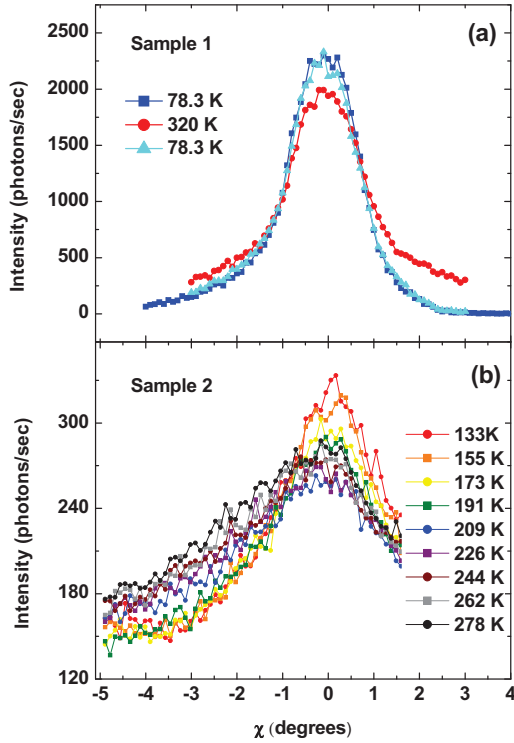 (a)
Sample 1
78.3 K
320 K
78.3 K
Intensity (photons/sec)
2500
2000
1500
1000
500
0
(b)
Sample 2
133K
155 K
173 K
191 K
209 K
226 K
244 K
262 K
278 K
Intensity (photons/sec)
300
240
180
120
-5 -4 -3 -2 -1 0 1 2 3 4
χ (degrees)